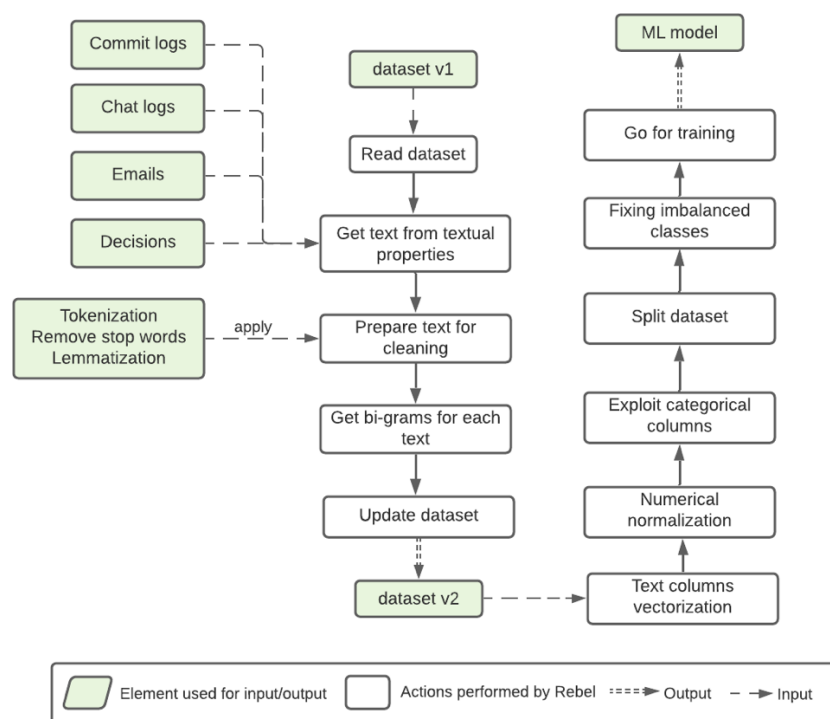 Commit logs
Chat logs
Emails
Decisions
Tokenization
Remove stop words
Lemmatization
apply
dataset v1
Read dataset
Get text from textual
properties
Prepare text for
cleaning
Get bi-grams for each
text
Update dataset
dataset v2
Text columns
vectorization
Numerical
normalization
Exploit categorical
columns
Split dataset
Fixing imbalanced
classes
Go for training
ML model
Element used for input/output
Actions performed by Rebel
Output
Input